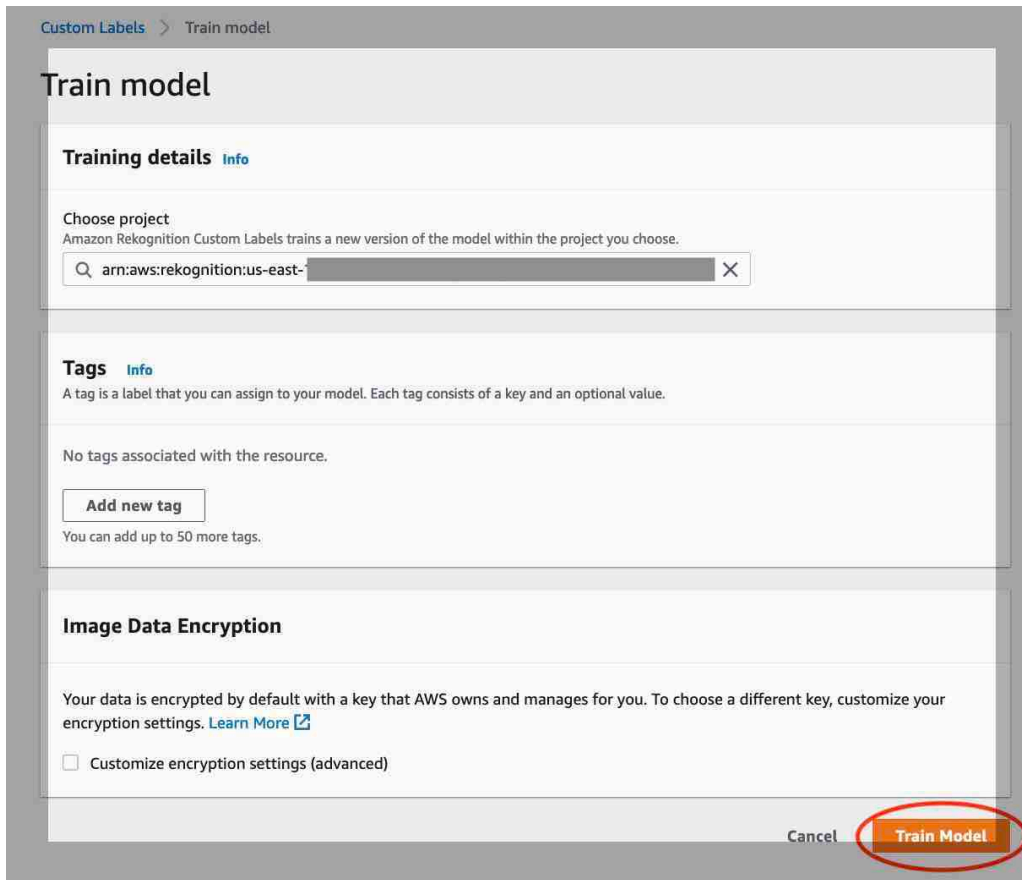 Custom Labels > Train model
Train model
Training details Info
Choose project
Amazon Rekognition Custom Labels trains a new version of the model within the project you choose.
arn:aws:rekognition:us-east-
Tags Info
A tag is a label that you can assign to your model. Each tag consists of a key and an optional value.
No tags associated with the resource.
Add new tag
You can add up to 50 more tags.
Image Data Encryption
Your data is encrypted by default with a key that AWS owns and manages for you. To choose a different key, customize your
encryption settings. Learn More
Customize encryption settings (advanced)
Cancel Train Model